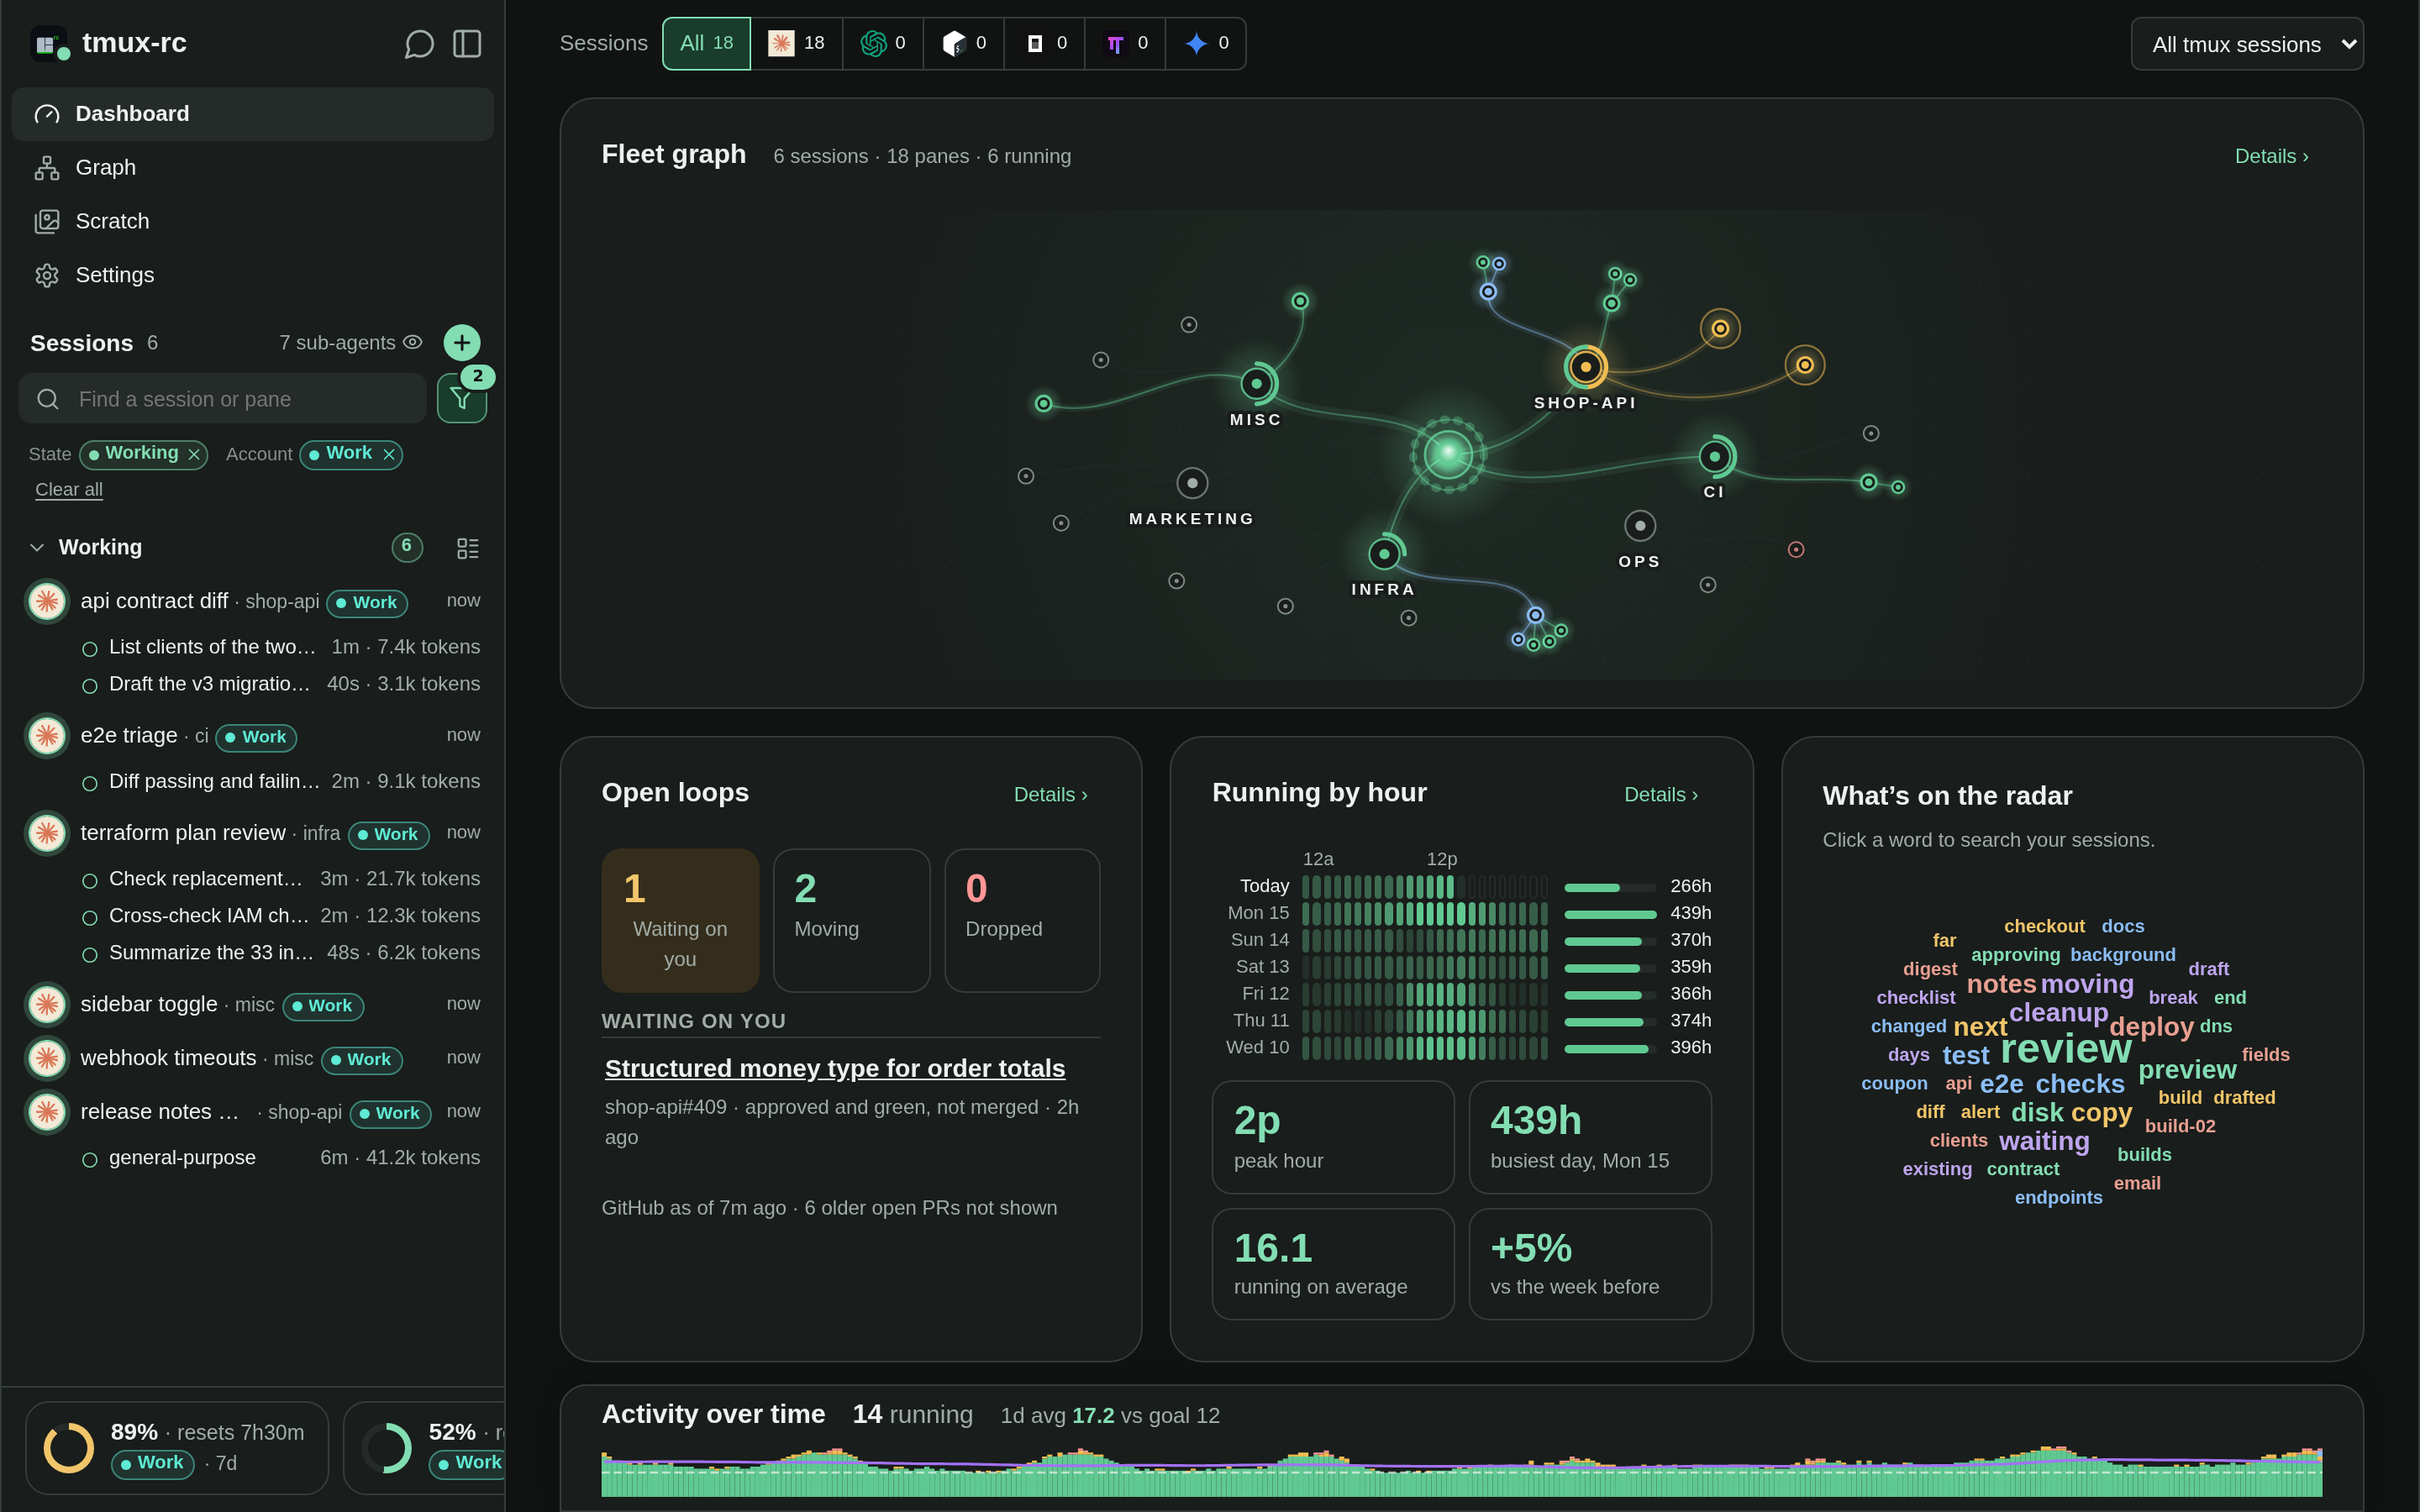 tmux-rc
Dashboard
Graph
Scratch
Settings
Sessions 6 7 sub-agents
2
Find a session or pane
State Working Account Work
Clear all
Working 6
api contract diff · shop-api Work now
List clients of the two… 1m · 7.4k tokens
Draft the v3 migratio… 40s · 3.1k tokens
e2e triage · ci Work now
Diff passing and failin… 2m · 9.1k tokens
terraform plan review · infra Work now
Check replacement… 3m · 21.7k tokens
Cross-check IAM ch… 2m · 12.3k tokens
Summarize the 33 in… 48s · 6.2k tokens
sidebar toggle · misc Work now
webhook timeouts · misc Work now
release notes … · shop-api Work now
general-purpose 6m · 41.2k tokens
89% · resets 7h30m
Work · 7d
52%
Work
Sessions All 18 18 0 0 0 0 0
All tmux sessions
Fleet graph 6 sessions · 18 panes · 6 running Details ›
SHOP-API
MISC
CI
MARKETING
OPS
INFRA
Open loops Details ›
1
Waiting on
you
2
Moving
0
Dropped
WAITING ON YOU
Structured money type for order totals
shop-api#409 · approved and green, not merged · 2h
ago
GitHub as of 7m ago · 6 older open PRs not shown
Running by hour Details ›
12a 12p
Today 266h
Mon 15 439h
Sun 14 370h
Sat 13 359h
Fri 12 366h
Thu 11 374h
Wed 10 396h
2p
peak hour
439h
busiest day, Mon 15
16.1
running on average
+5%
vs the week before
What’s on the radar
Click a word to search your sessions.
checkout docs
far
approving background
digest draft
notes moving
checklist break end
cleanup
changed next deploy dns
review
days test fields
preview
coupon api e2e checks
build drafted
diff alert disk copy
build-02
clients waiting
builds
existing contract
email
endpoints
Activity over time 14 running 1d avg 17.2 vs goal 12